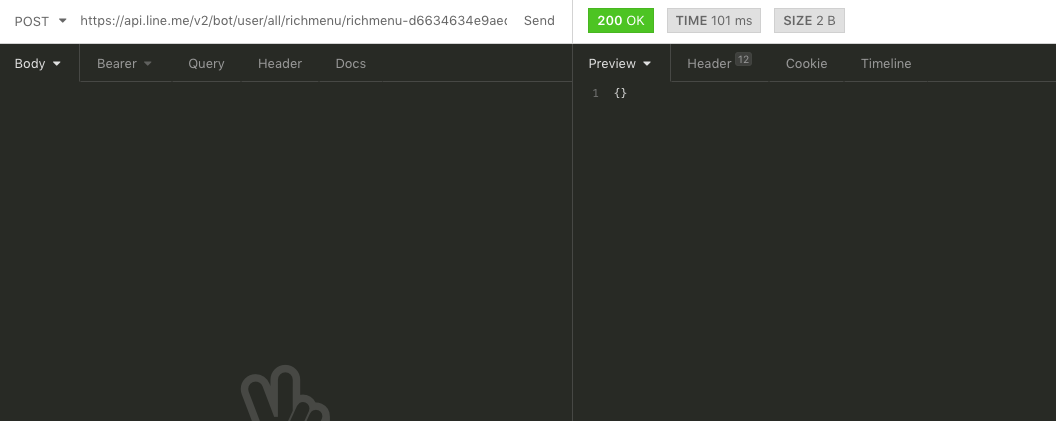 POST https://api.line.me/v2/bot/user/all/richmenu/richmenu-d6634634e9aec Send 200 OK TIME 101 ms SIZE 2 B
Body Bearer Query Header Docs Preview Header 12 Cookie Timeline
1 {}